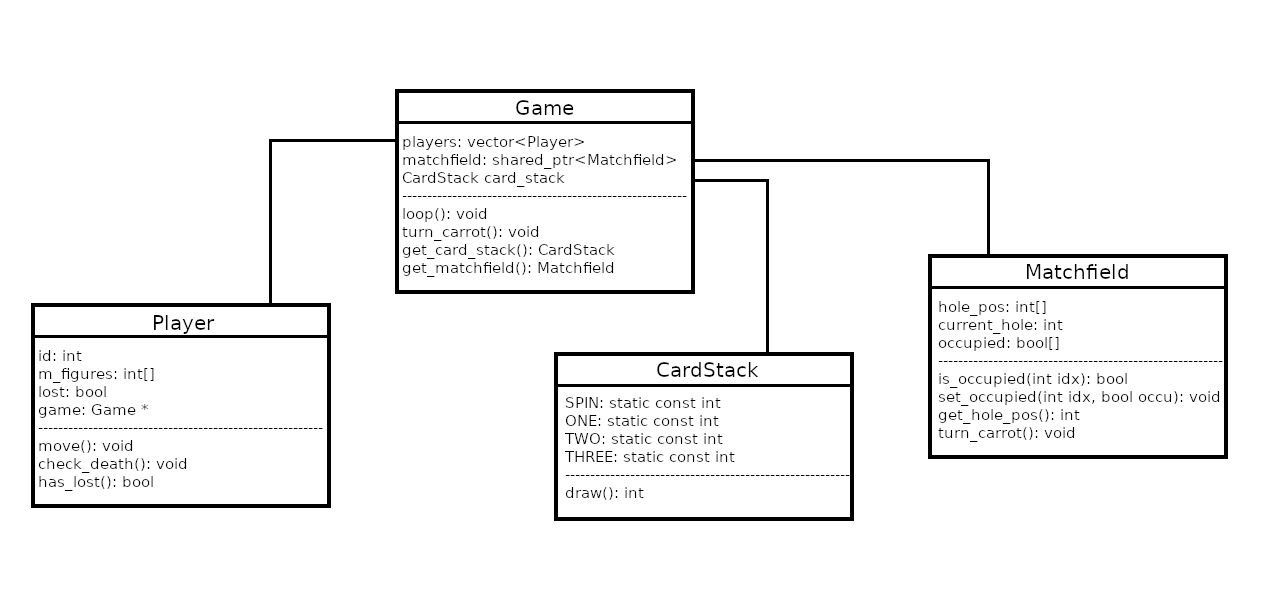 Game
players: vector<Player>
matchfield: shared_ptr<Matchfield>
CardStack card_stack
loop(): void
turn_carrot(): void
get_card_stack(): CardStack
get_matchfield(): Matchfield
Player
id: int
m_figures: int[]
lost: bool
game: Game *
move(): void
check_death(): void
has_lost(): bool
CardStack
SPIN: static const int
ONE: static const int
TWO: static const int
THREE: static const int
draw(): int
Matchfield
hole_pos: int[]
current_hole: int
occupied: bool[]
is_occupied(int idx): bool
set_occupied(int idx, bool occu): void
get_hole_pos(): int
turn_carrot(): void